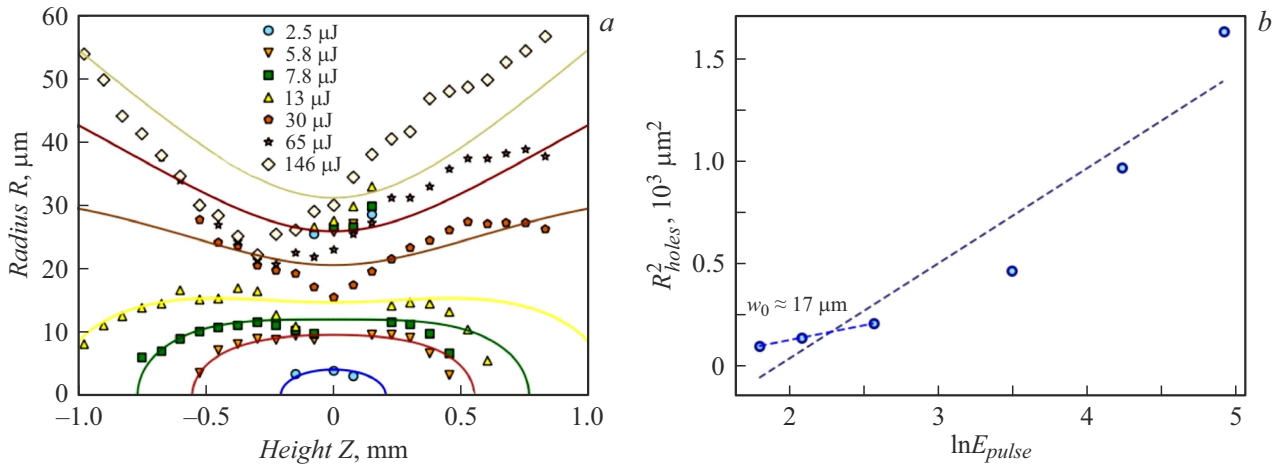 a
60
50
40
30
20
10
0
Radius R, μm
2.5 μJ
5.8 μJ
7.8 μJ
13 μJ
30 μJ
65 μJ
146 μJ
–1.0
–0.5
0
0.5
1.0
Height Z, mm
b
1.5
1.0
0.5
0
R²holes, 10³ μm²
w₀ ≈ 17 μm
2
3
4
5
lnEpulse